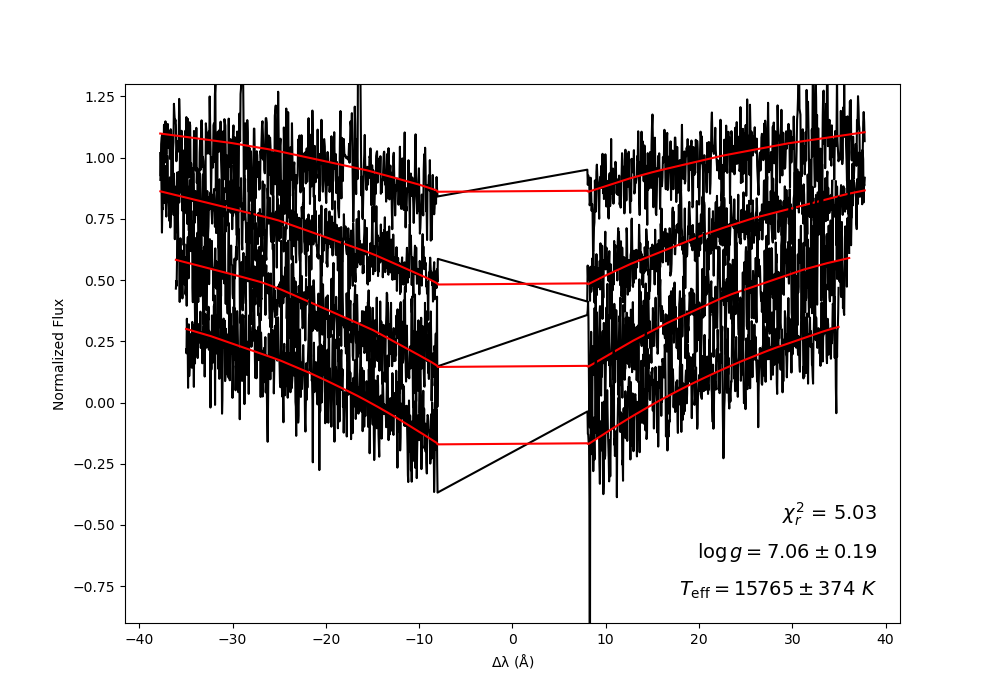 1.25
1.00
0.75
0.50
0.25
0.00
−0.25
−0.50
−0.75
Normalized Flux
χ²ᵣ = 5.03
log g = 7.06 ± 0.19
T_eff = 15765 ± 374 K
−40 −30 −20 −10 0 10 20 30 40
Δλ (Å)